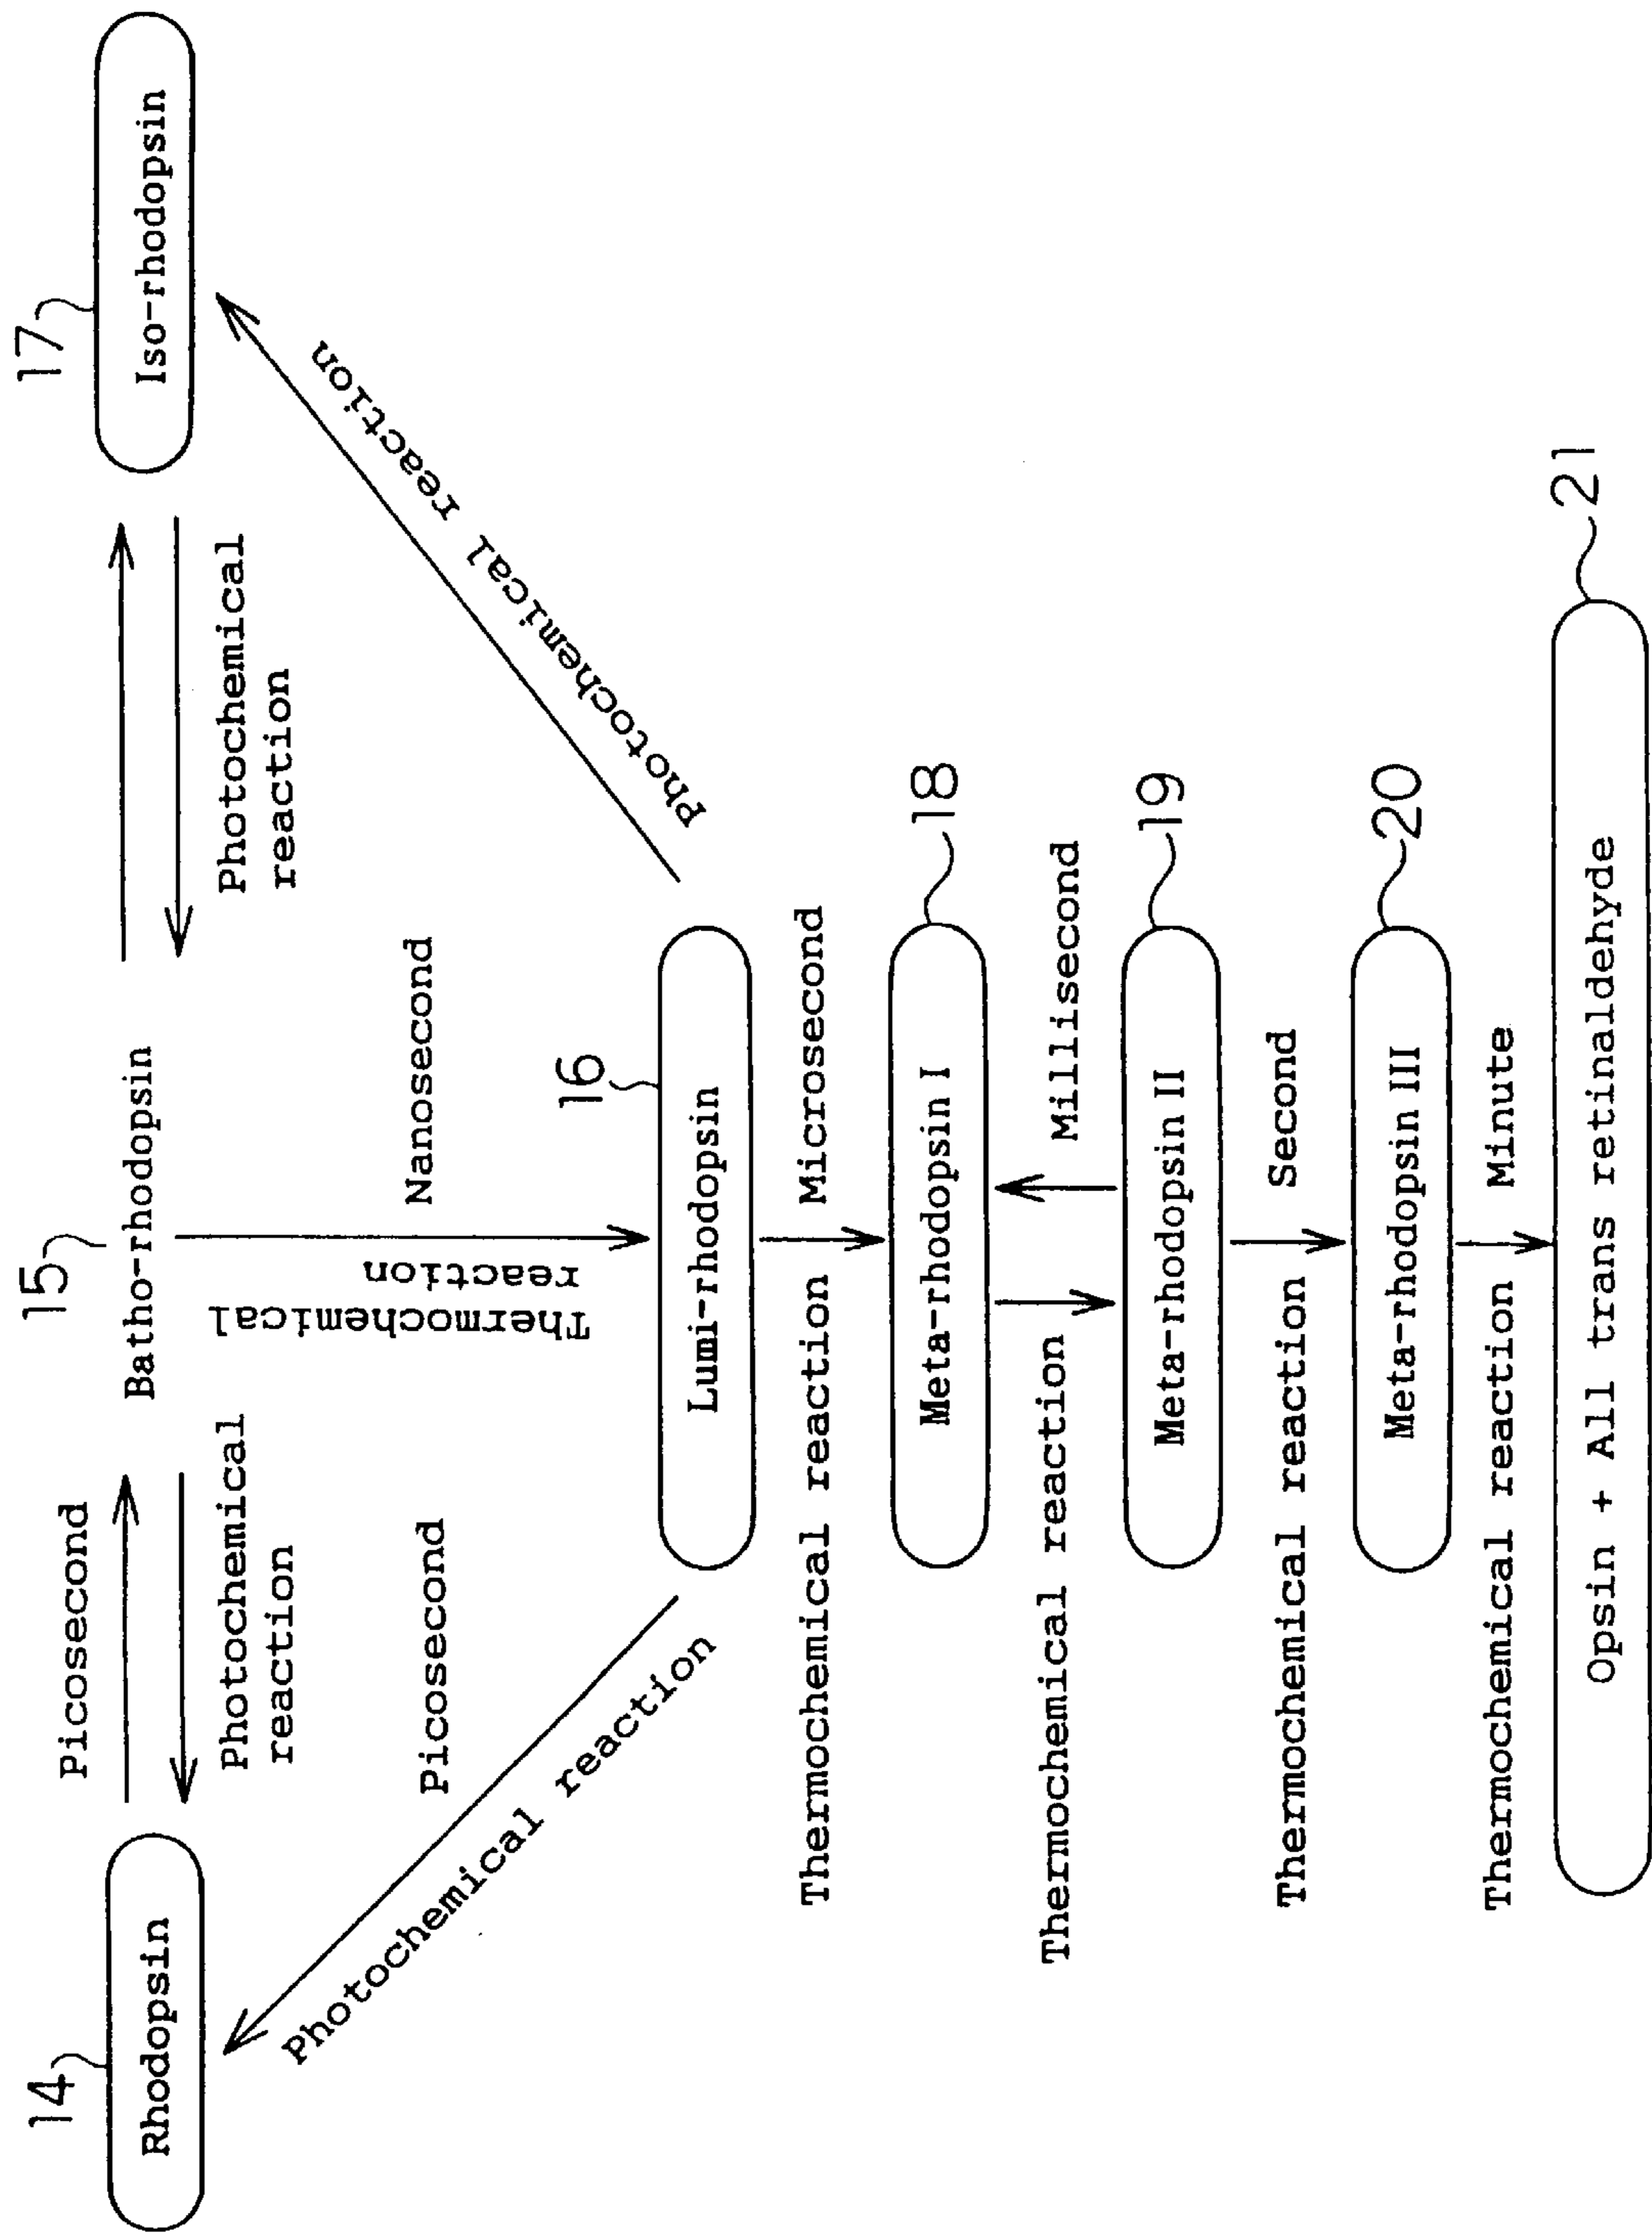 14
Rhodopsin
Picosecond
Photochemical
reaction
15
Batho-rhodopsin
Photochemical
reaction
17
Iso-rhodopsin
Photochemical reaction
Picosecond
Thermochemical
reaction
Nanosecond
Photochemical reaction
16
Lumi-rhodopsin
Thermochemical reaction
Microsecond
18
Meta-rhodopsin I
Thermochemical reaction
Millisecond
19
Meta-rhodopsin II
Thermochemical reaction
Second
20
Meta-rhodopsin III
Thermochemical reaction
Minute
21
Opsin + All trans retinaldehyde